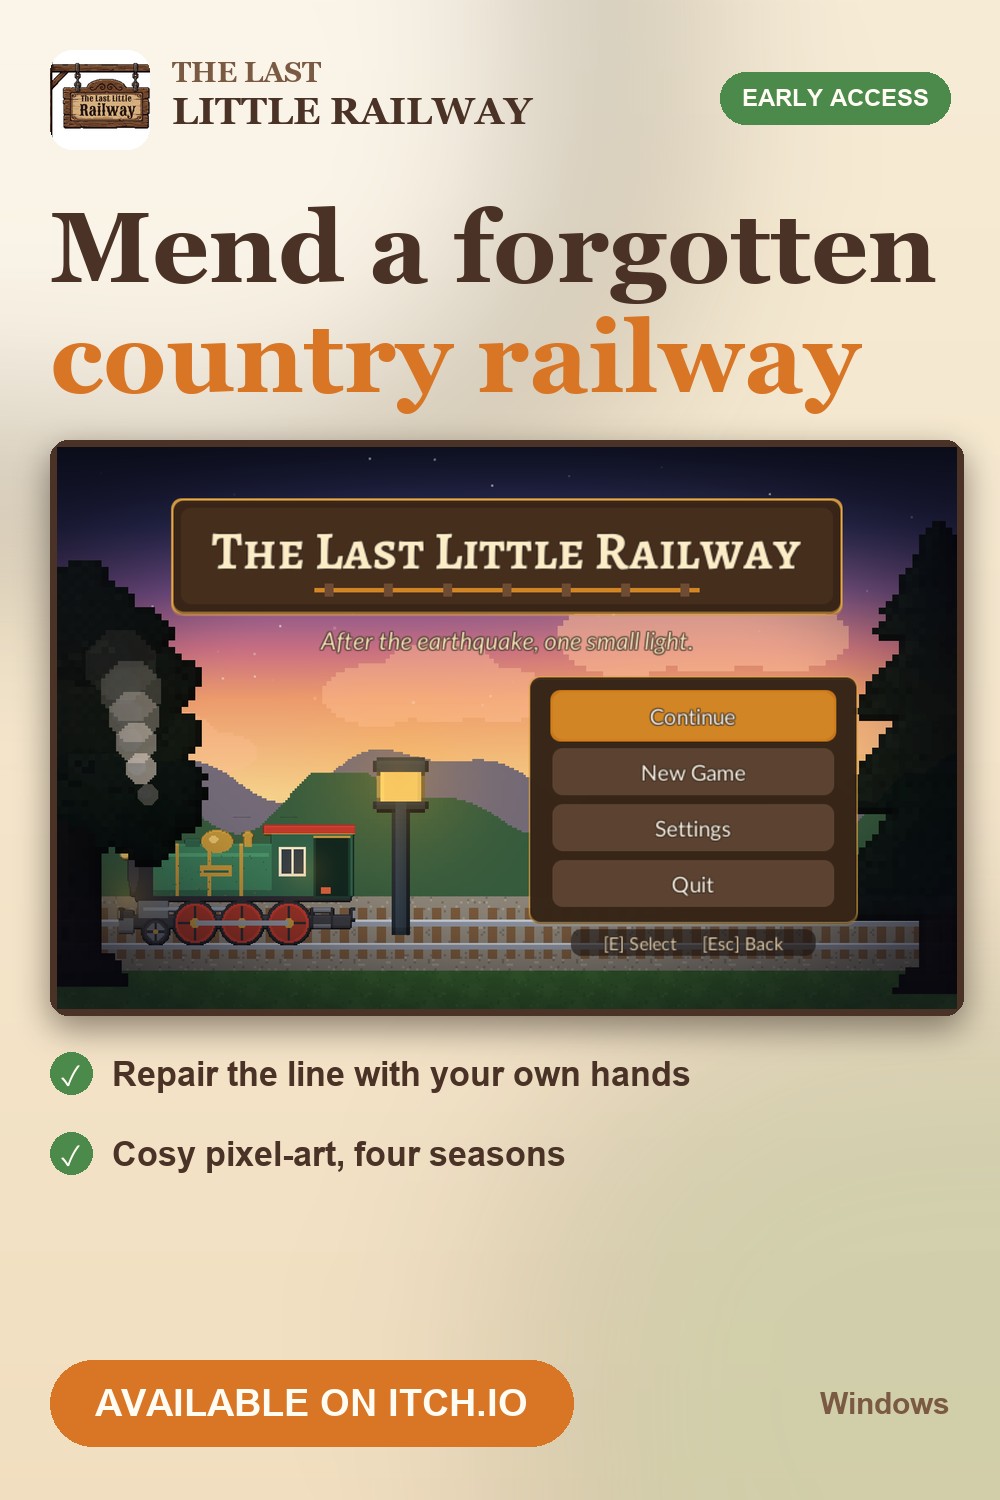 The Last Little
Railway
THE LAST
LITTLE RAILWAY
EARLY ACCESS
Mend a forgotten
country railway
THE LAST LITTLE RAILWAY
After the earthquake, one small light.
Continue
New Game
Settings
Quit
[E] Select [Esc] Back
✓ Repair the line with your own hands
✓ Cosy pixel-art, four seasons
AVAILABLE ON ITCH.IO
Windows